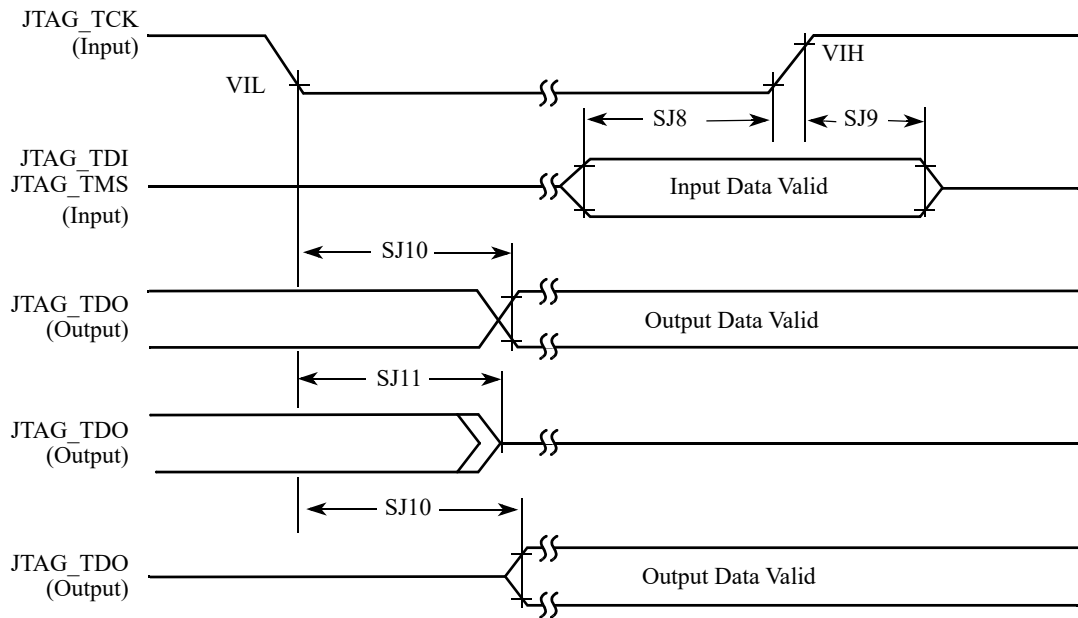 JTAG_TCK
(Input)
VIL
VIH
SJ8
SJ9
JTAG_TDI
JTAG_TMS
(Input)
Input Data Valid
SJ10
JTAG_TDO
(Output)
Output Data Valid
SJ11
JTAG_TDO
(Output)
SJ10
JTAG_TDO
(Output)
Output Data Valid